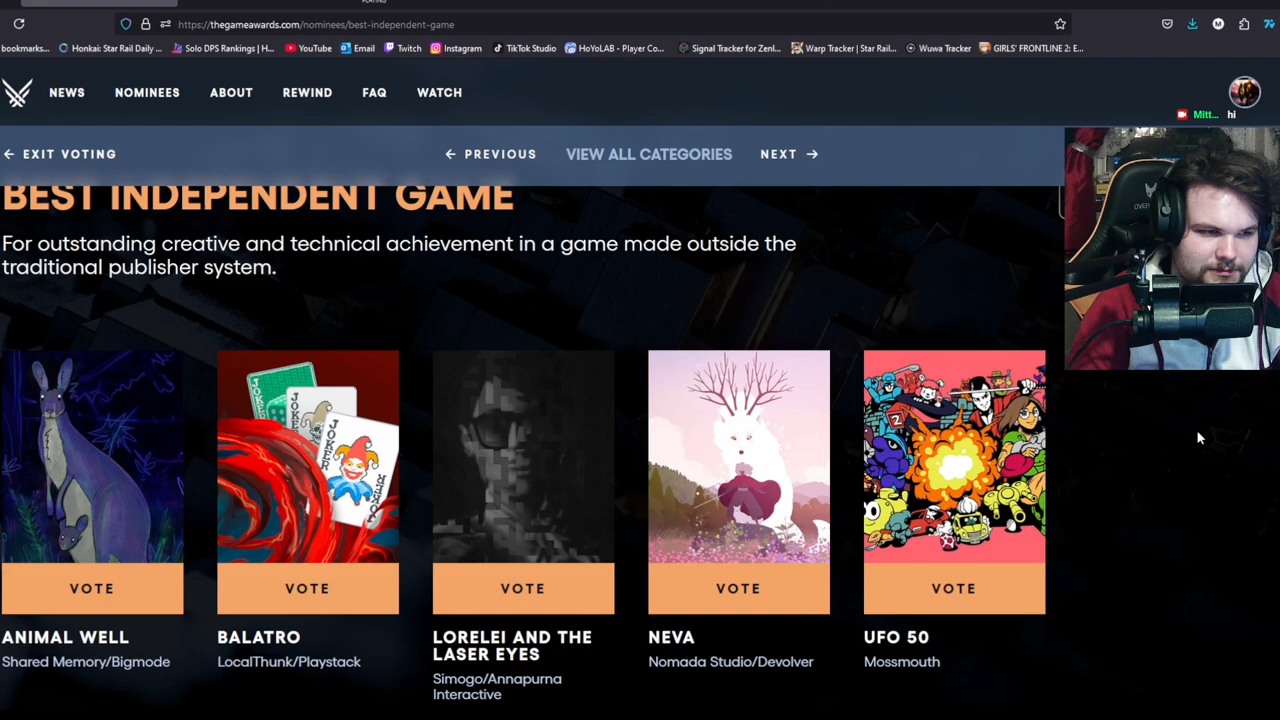 https://thegameawards.com/nominees/best-independent-game
bookmarks...
Honkai: Star Rail Daily ...
Solo DPS Rankings | H...
YouTube
Email
Twitch
Instagram
TikTok Studio
HoYoLAB - Player Co...
Signal Tracker for Zenl...
Warp Tracker | Star Rail...
Wuwa Tracker
GIRLS' FRONTLINE 2: E...
NEWS
NOMINEES
ABOUT
REWIND
FAQ
WATCH
Mitt... hi
EXIT VOTING
PREVIOUS
VIEW ALL CATEGORIES
NEXT
BEST INDEPENDENT GAME
For outstanding creative and technical achievement in a game made outside the
traditional publisher system.
JOKER
JOKER
JOKER
JOKER
2
VOTE
VOTE
VOTE
VOTE
VOTE
ANIMAL WELL
Shared Memory/Bigmode
BALATRO
LocalThunk/Playstack
LORELEI AND THE
LASER EYES
Simogo/Annapurna
Interactive
NEVA
Nomada Studio/Devolver
UFO 50
Mossmouth